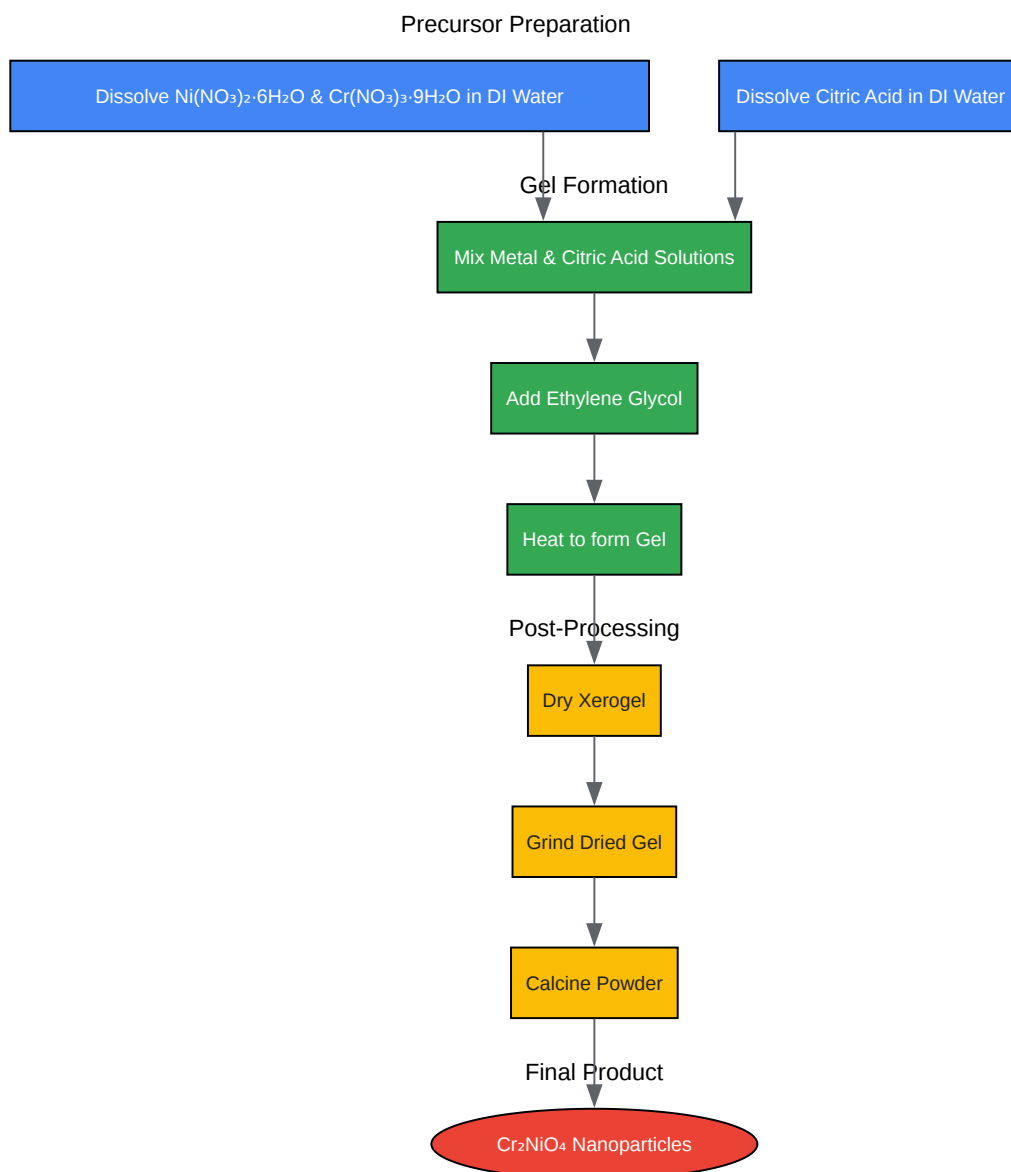 Precursor Preparation
Dissolve Ni(NO₃)₂·6H₂O & Cr(NO₃)₃·9H₂O in DI Water
Dissolve Citric Acid in DI Water
Gel Formation
Mix Metal & Citric Acid Solutions
Add Ethylene Glycol
Heat to form Gel
Post-Processing
Dry Xerogel
Grind Dried Gel
Calcine Powder
Final Product
Cr₂NiO₄ Nanoparticles